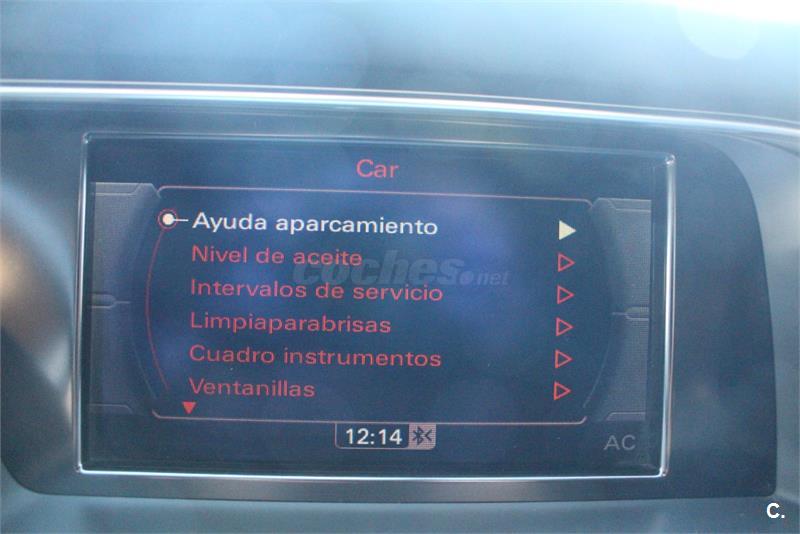 Car
Ayuda aparcamiento
Nivel de aceite
coches.net
Intervalos de servicio
Limpiaparabrisas
Cuadro instrumentos
Ventanillas
12:14
AC
C.